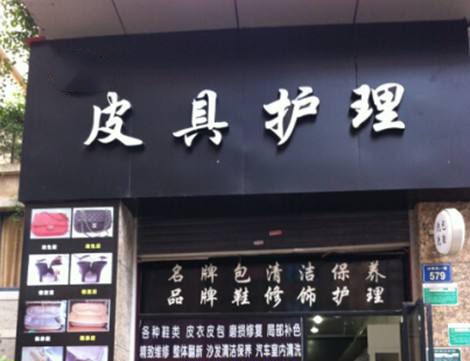 皮具护理
名牌包清洁保养
品牌鞋修饰护理
各种鞋类 皮衣皮包 磨损修复 局部补色
精致维修 整体翻新 沙发清洁保养 汽车室内清洗
579